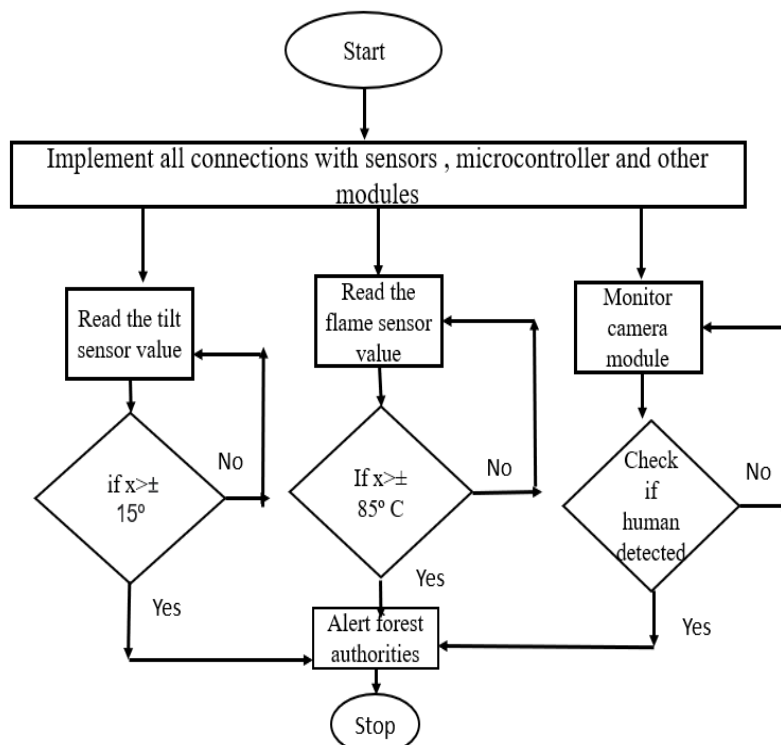 Start
Implement all connections with sensors , microcontroller and other
modules
Read the tilt
sensor value
Read the
flame sensor
value
Monitor
camera
module
if x>±
15º
No
If x>±
85º C
No
Check
if
human
detected
No
Yes
Yes
Yes
Alert forest
authorities
Stop